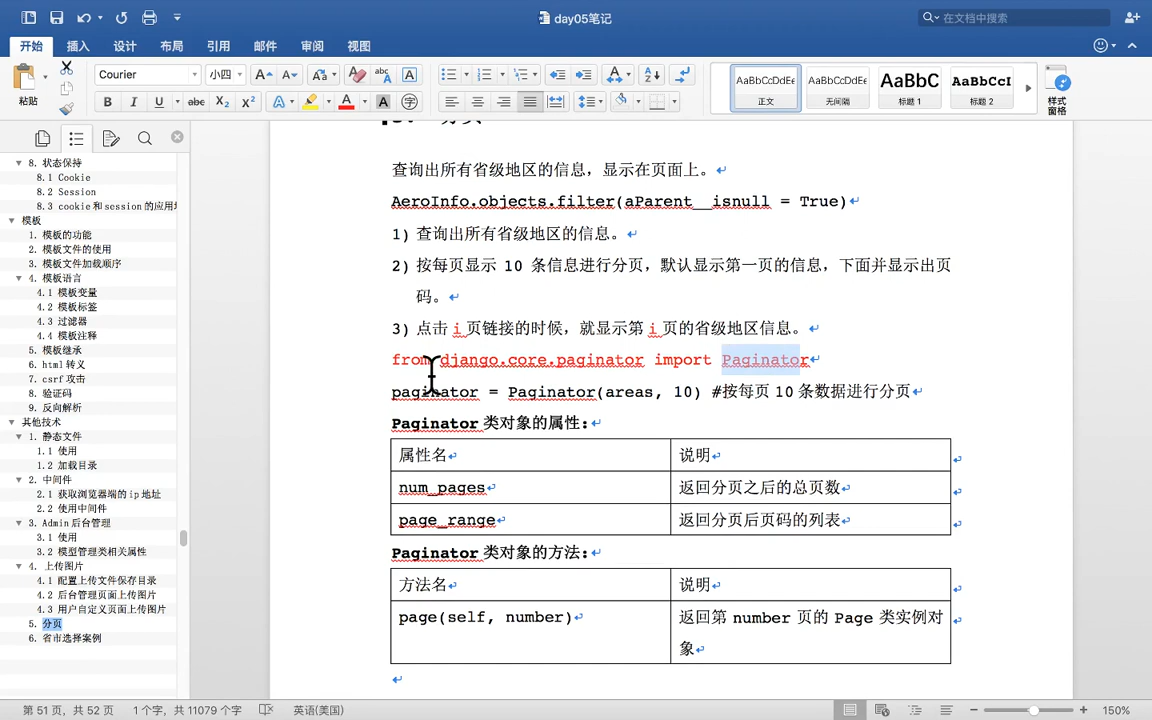 day05笔记
在文档中搜索
开始 插入 设计 布局 引用 邮件 审阅 视图
粘贴
Courier 小四
AaBbCcDdEe 正文
AaBbCcDdEe 无间隔
AaBbC 标题 1
AaBbCcI 标题 2
样式窗格
8. 状态保持
8.1 Cookie
8.2 Session
8.3 cookie和session的应用
模板
1. 模板的功能
2. 模板文件的使用
3. 模板文件加载顺序
4. 模板语言
4.1 模板变量
4.2 模板标签
4.3 过滤器
4.4 模板注释
5. 模板继承
6. html转义
7. csrf攻击
8. 验证码
9. 反向解析
其他技术
1. 静态文件
1.1 使用
1.2 加载目录
2. 中间件
2.1 获取浏览器端的ip地址
2.2 使用中间件
3. Admin后台管理
3.1 使用
3.2 模型管理类相关属性
4. 上传图片
4.1 配置上传文件保存目录
4.2 后台管理页面上传图片
4.3 用户自定义页面上传图片
5. 分页
6. 省市选择案例
查询出所有省级地区的信息，显示在页面上。
AeroInfo.objects.filter(aParent__isnull = True)
1) 查询出所有省级地区的信息。
2) 按每页显示 10 条信息进行分页，默认显示第一页的信息，下面并显示出页
码。
3) 点击 i 页链接的时候，就显示第 i 页的省级地区信息。
from django.core.paginator import Paginator
paginator = Paginator(areas, 10) #按每页 10 条数据进行分页
Paginator 类对象的属性:
属性名 说明
num_pages 返回分页之后的总页数
page_range 返回分页后页码的列表
Paginator 类对象的方法:
方法名 说明
page(self, number) 返回第 number 页的 Page 类实例对
象
第 51 页，共 52 页 1 个字，共 11079 个字 英语(美国) 150%